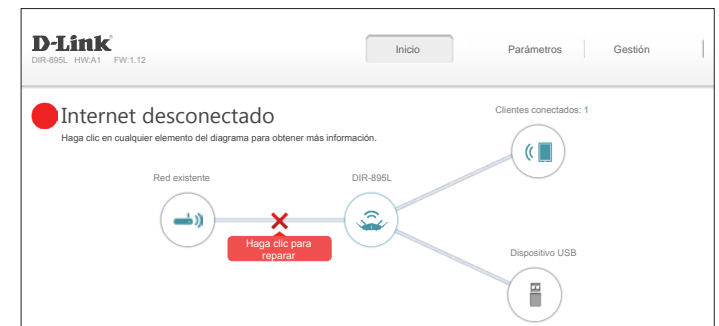 D-Link
DIR-895L HW:A1 FW:1.12
Inicio
Parámetros
Gestión
Internet desconectado
Haga clic en cualquier elemento del diagrama para obtener más información.
Clientes conectados: 1
Red existente
DIR-895L
Haga clic para
reparar
Dispositivo USB